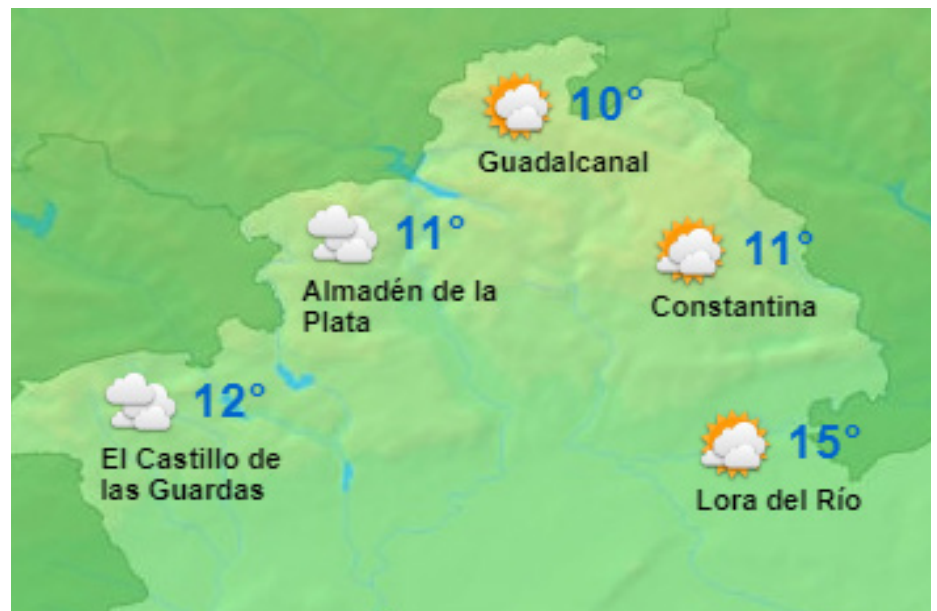 10°
Guadalcanal
11°
Almadén de la
Plata
11°
Constantina
12°
El Castillo de
las Guardas
15°
Lora del Río